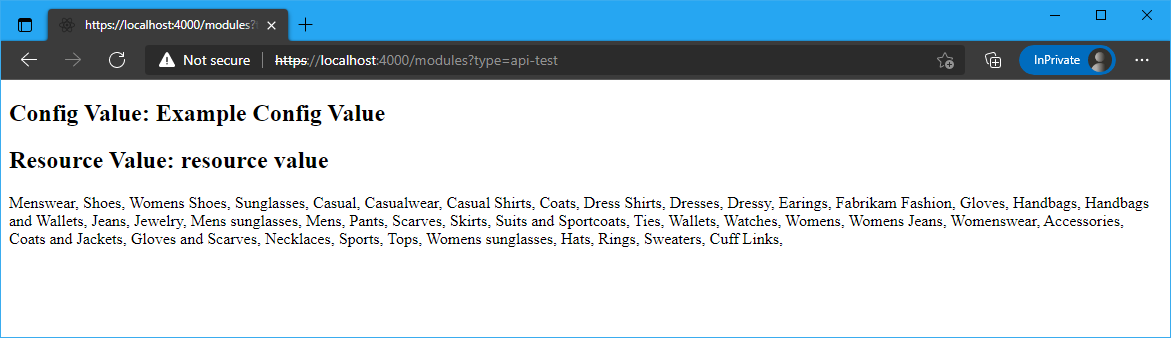 https://localhost:4000/modules?
Not secure https://localhost:4000/modules?type=api-test InPrivate
Config Value: Example Config Value
Resource Value: resource value
Menswear, Shoes, Womens Shoes, Sunglasses, Casual, Casualwear, Casual Shirts, Coats, Dress Shirts, Dresses, Dressy, Earings, Fabrikam Fashion, Gloves, Handbags, Handbags
and Wallets, Jeans, Jewelry, Mens sunglasses, Mens, Pants, Scarves, Skirts, Suits and Sportcoats, Ties, Wallets, Watches, Womens, Womens Jeans, Womenswear, Accessories,
Coats and Jackets, Gloves and Scarves, Necklaces, Sports, Tops, Womens sunglasses, Hats, Rings, Sweaters, Cuff Links,